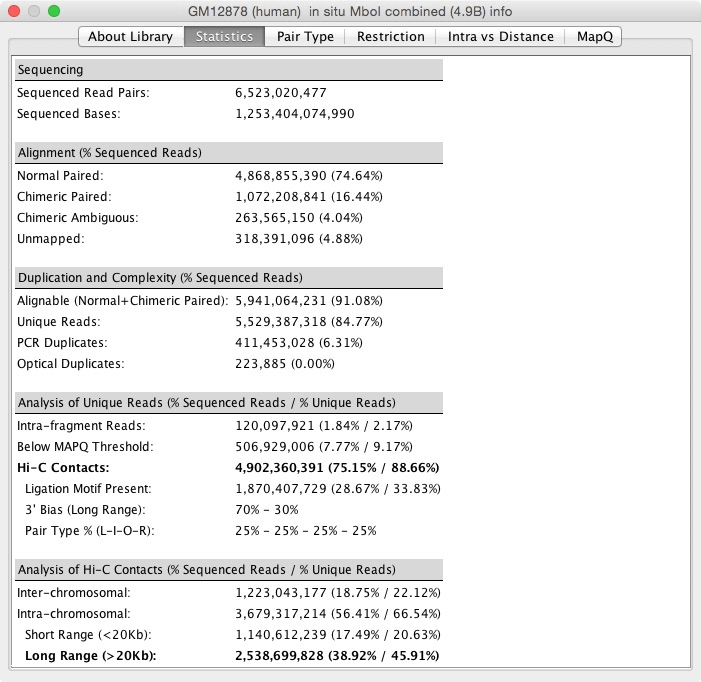 GM12878 (human) in situ MboI combined (4.9B) info
About Library Statistics Pair Type Restriction Intra vs Distance MapQ
Sequencing
Sequenced Read Pairs: 6,523,020,477
Sequenced Bases: 1,253,404,074,990
Alignment (% Sequenced Reads)
Normal Paired: 4,868,855,390 (74.64%)
Chimeric Paired: 1,072,208,841 (16.44%)
Chimeric Ambiguous: 263,565,150 (4.04%)
Unmapped: 318,391,096 (4.88%)
Duplication and Complexity (% Sequenced Reads)
Alignable (Normal+Chimeric Paired): 5,941,064,231 (91.08%)
Unique Reads: 5,529,387,318 (84.77%)
PCR Duplicates: 411,453,028 (6.31%)
Optical Duplicates: 223,885 (0.00%)
Analysis of Unique Reads (% Sequenced Reads / % Unique Reads)
Intra-fragment Reads: 120,097,921 (1.84% / 2.17%)
Below MAPQ Threshold: 506,929,006 (7.77% / 9.17%)
Hi-C Contacts: 4,902,360,391 (75.15% / 88.66%)
Ligation Motif Present: 1,870,407,729 (28.67% / 33.83%)
3' Bias (Long Range): 70% - 30%
Pair Type % (L-I-O-R): 25% - 25% - 25% - 25%
Analysis of Hi-C Contacts (% Sequenced Reads / % Unique Reads)
Inter-chromosomal: 1,223,043,177 (18.75% / 22.12%)
Intra-chromosomal: 3,679,317,214 (56.41% / 66.54%)
Short Range (<20Kb): 1,140,612,239 (17.49% / 20.63%)
Long Range (>20Kb): 2,538,699,828 (38.92% / 45.91%)